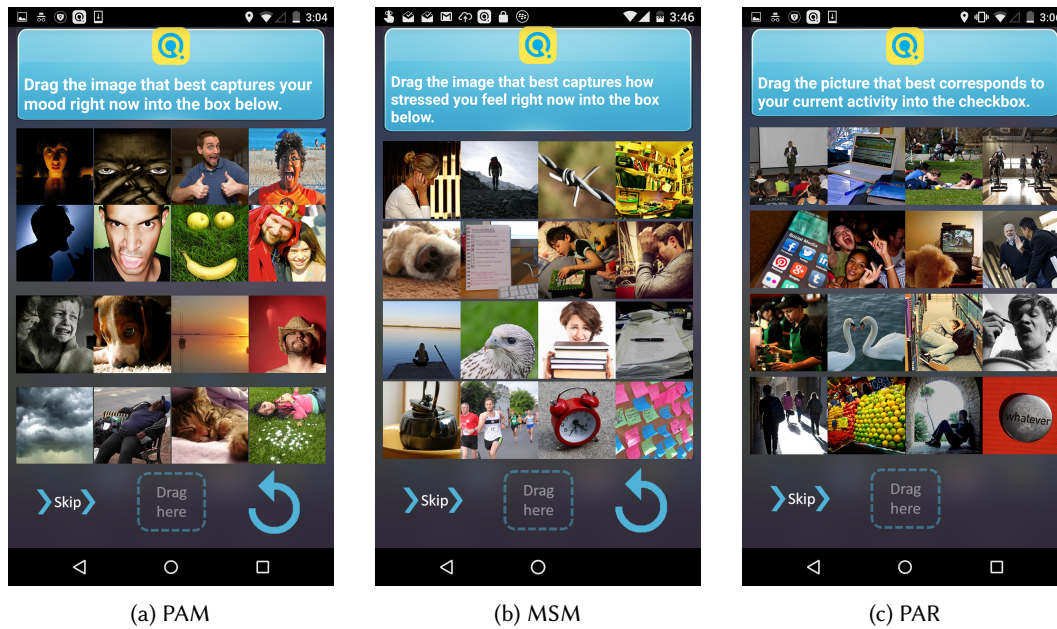 3:04
Drag the image that best captures your
mood right now into the box below.
Skip
Drag
here
(a) PAM
3:46
Drag the image that best captures how
stressed you feel right now into the box
below.
Skip
Drag
here
(b) MSM
Drag the picture that best corresponds to
your current activity into the checkbox.
Social Media
whatever
Skip
Drag
here
(c) PAR